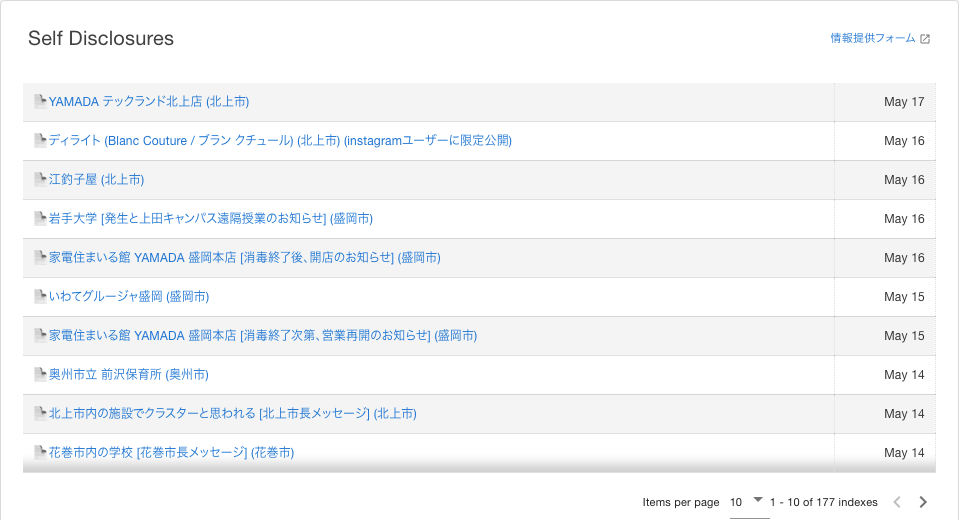 Self Disclosures
情報提供フォーム
YAMADA テックランド北上店 (北上市) May 17
ディライト (Blanc Couture / ブラン クチュール) (北上市) (instagramユーザーに限定公開) May 16
江釣子屋 (北上市) May 16
岩手大学 [発生と上田キャンパス遠隔授業のお知らせ] (盛岡市) May 16
家電住まいる館 YAMADA 盛岡本店 [消毒終了後、開店のお知らせ] (盛岡市) May 16
いわてグルージャ盛岡 (盛岡市) May 15
家電住まいる館 YAMADA 盛岡本店 [消毒終了次第、営業再開のお知らせ] (盛岡市) May 15
奥州市立 前沢保育所 (奥州市) May 14
北上市内の施設でクラスターと思われる [北上市長メッセージ] (北上市) May 14
花巻市内の学校 [花巻市長メッセージ] (花巻市) May 14
Items per page 10 1 - 10 of 177 indexes